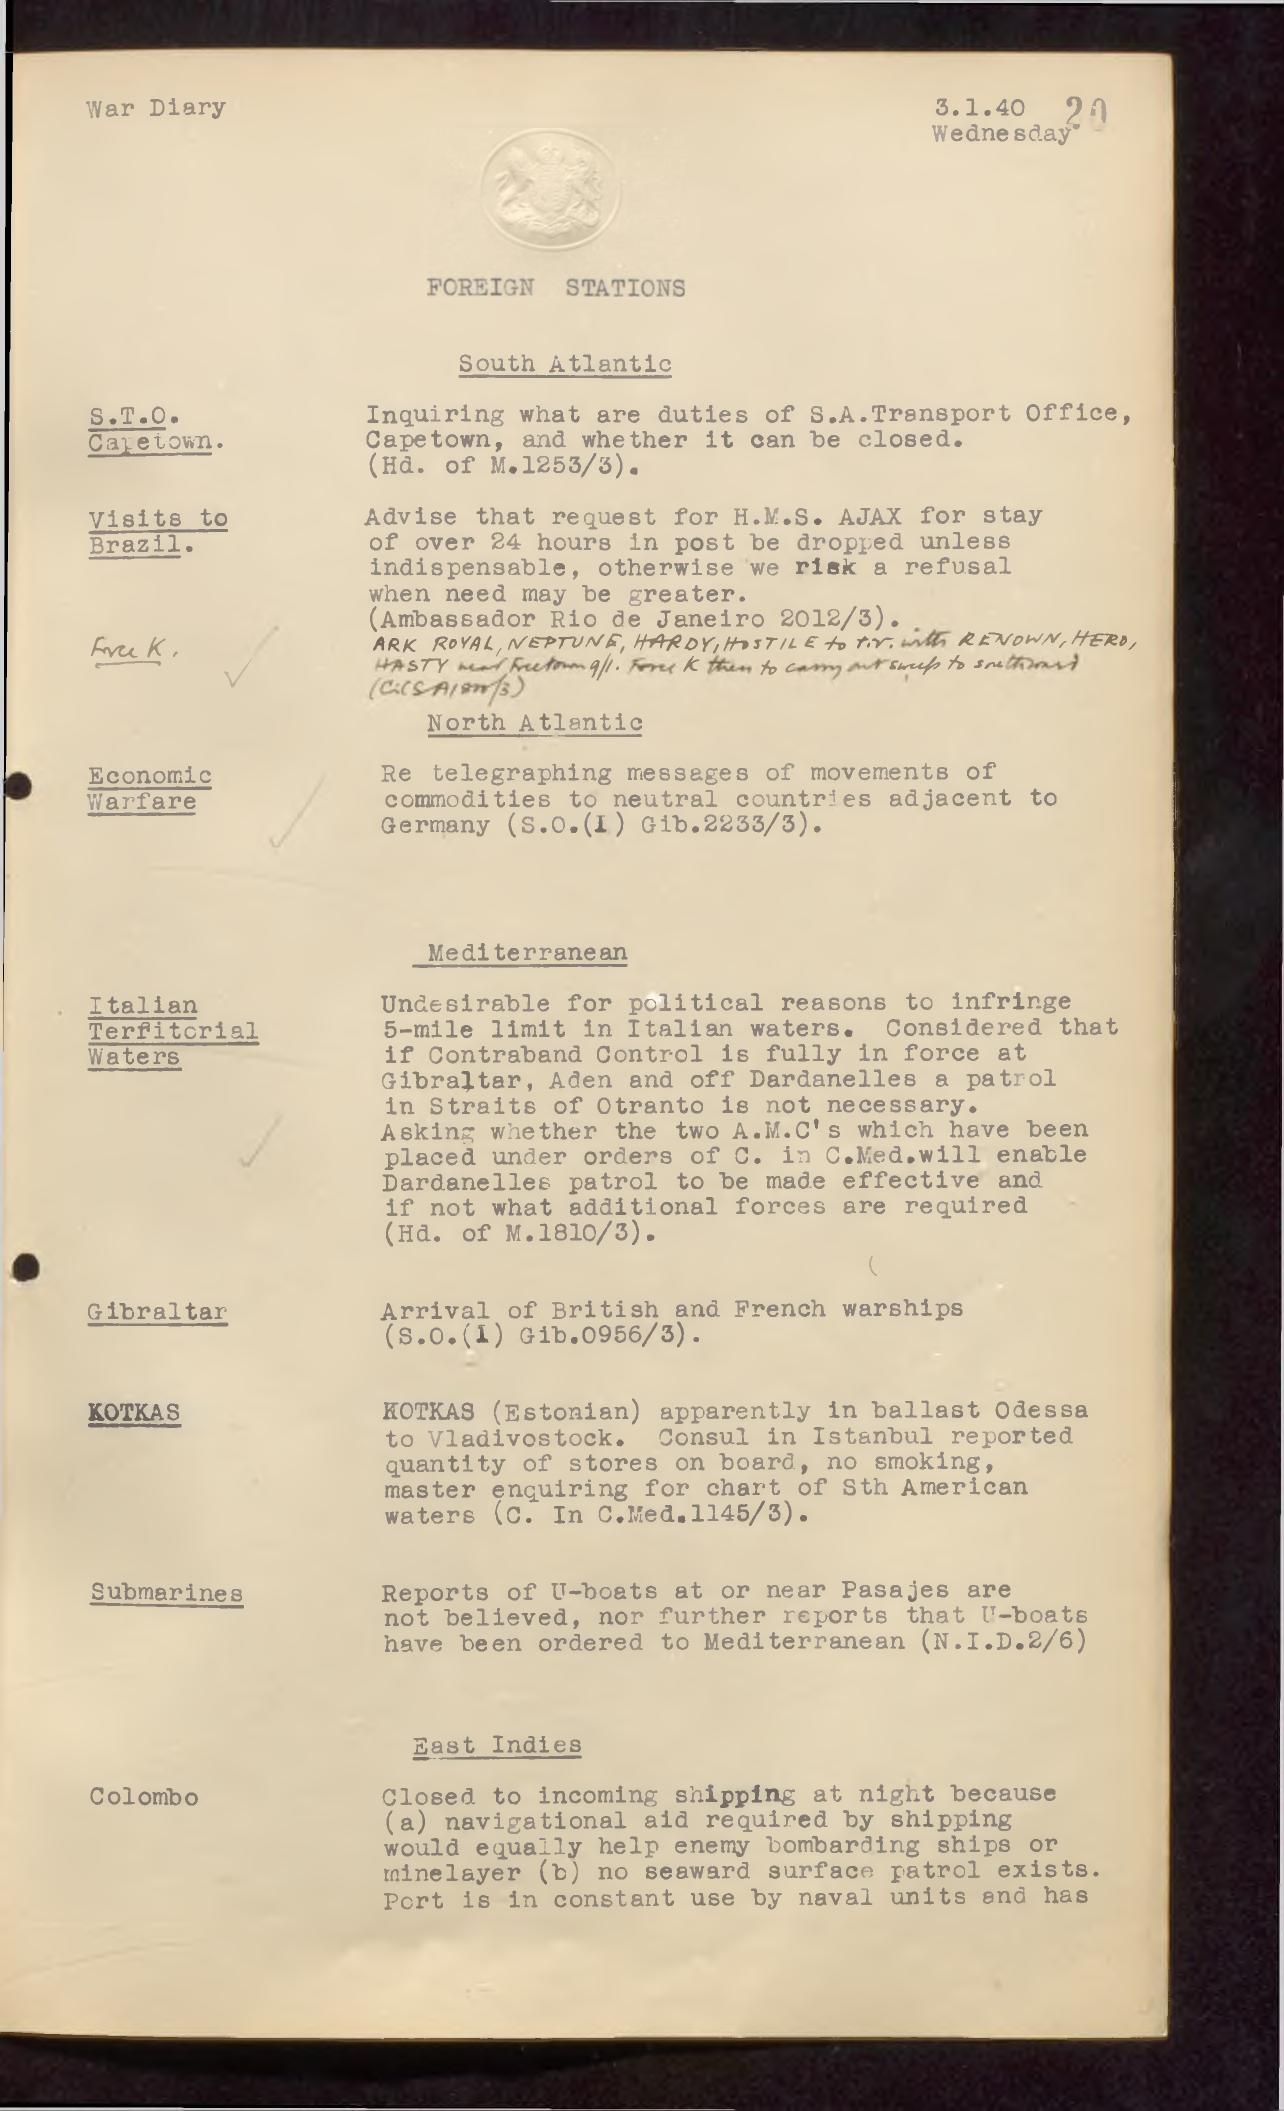 War Diary
3.1.40 20
Wednesday
FOREIGN STATIONS
South Atlantic
S.T.O.
Capetown.
Inquiring what are duties of S.A.Transport Office,
Capetown, and whether it can be closed.
(Hd. of M.1253/3).
Visits to
Brazil.
Advise that request for H.M.S. AJAX for stay
of over 24 hours in post be dropped unless
indispensable, otherwise we risk a refusal
when need may be greater.
(Ambassador Rio de Janeiro 2012/3).
Force K.
ARK ROYAL, NEPTUNE, HARDY, HOSTILE to r.v. with RENOWN, HERO,
HASTY near Freetown 9/1. Force K then to carry out sweep to southward
(CinC S A
North Atlantic
Economic
Warfare
Re telegraphing messages of movements of
commodities to neutral countries adjacent to
Germany (S.O.(I) Gib.2233/3).
Mediterranean
Italian
Territorial
Waters
Undesirable for political reasons to infringe
5-mile limit in Italian waters. Considered that
if Contraband Control is fully in force at
Gibraltar, Aden and off Dardanelles a patrol
in Straits of Otranto is not necessary.
Asking whether the two A.M.C's which have been
placed under orders of C. in C.Med.will enable
Dardanelles patrol to be made effective and
if not what additional forces are required
(Hd. of M.1810/3).
Gibraltar
Arrival of British and French warships
(S.O.(I) Gib.0956/3).
KOTKAS
KOTKAS (Estonian) apparently in ballast Odessa
to Vladivostock. Consul in Istanbul reported
quantity of stores on board, no smoking,
master enquiring for chart of Sth American
waters (C. In C.Med.1145/3).
Submarines
Reports of U-boats at or near Pasajes are
not believed, nor further reports that U-boats
have been ordered to Mediterranean (N.I.D.2/6)
East Indies
Colombo
Closed to incoming shipping at night because
(a) navigational aid required by shipping
would equally help enemy bombarding ships or
minelayer (b) no seaward surface patrol exists.
Port is in constant use by naval units and has